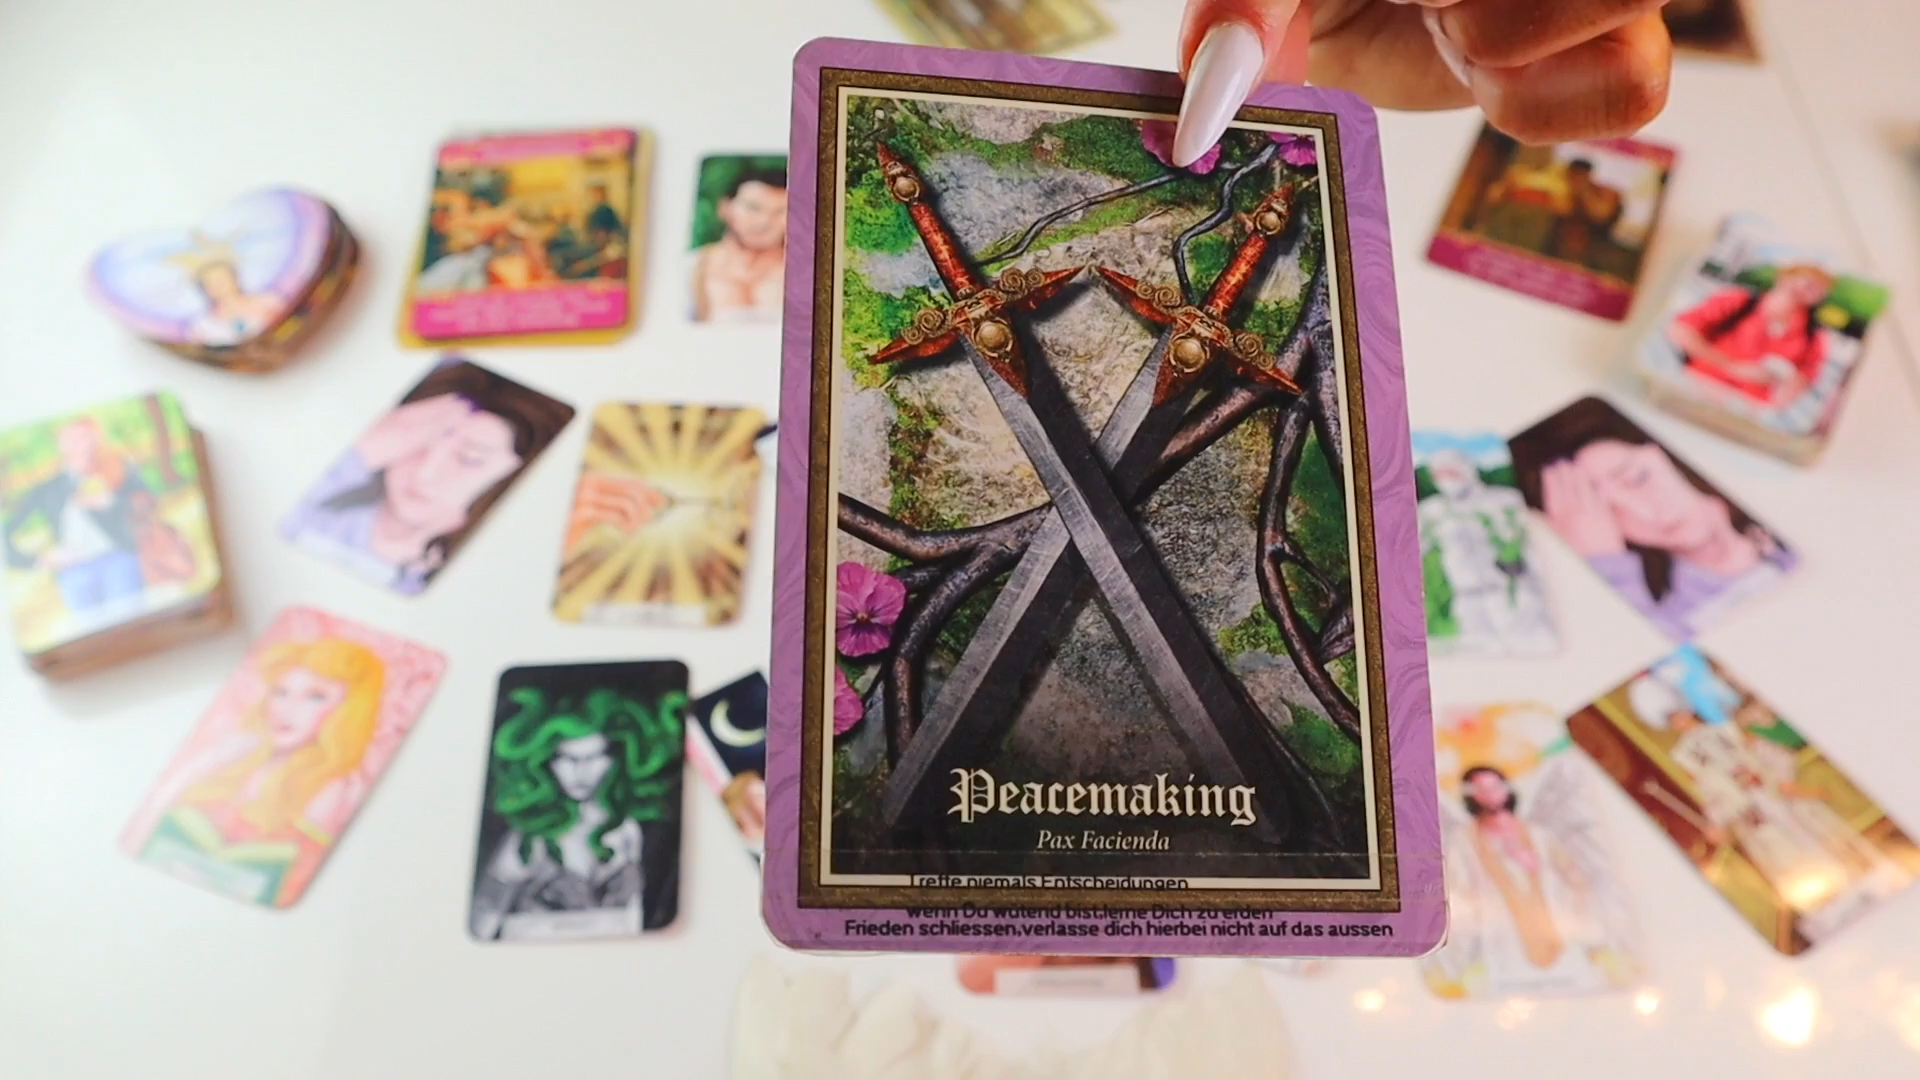 Peacemaking
Pax Facienda
Treffe niemals Entscheidungen
wenn Du wütend bist,lerne Dich zu erden
Frieden schliessen,verlasse dich hierbei nicht auf das aussen